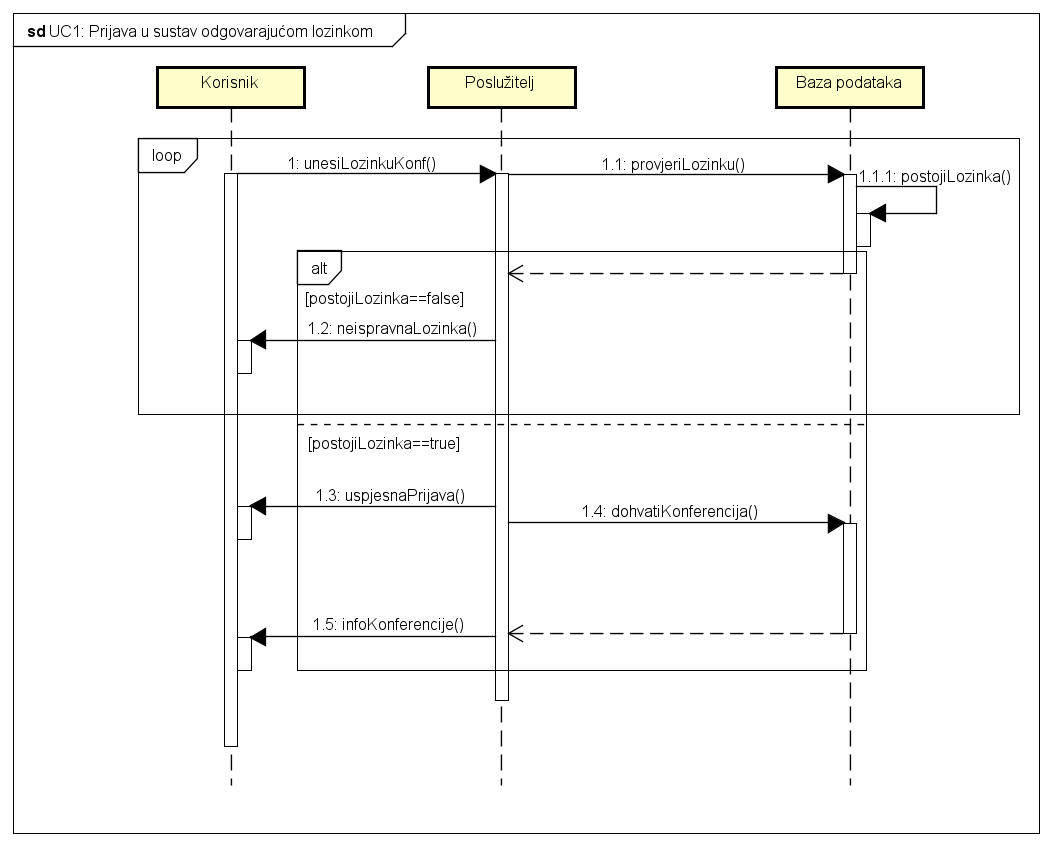 sd UC1: Prijava u sustav odgovarajućom lozinkom
Korisnik
Poslužitelj
Baza podataka
loop
1: unesiLozinkuKonf()
1.1: provjeriLozinku()
1.1.1: postojiLozinka()
alt
[postojiLozinka==false]
1.2: neispravnaLozinka()
[postojiLozinka==true]
1.3: uspjesnaPrijava()
1.4: dohvatiKonferencija()
1.5: infoKonferencije()